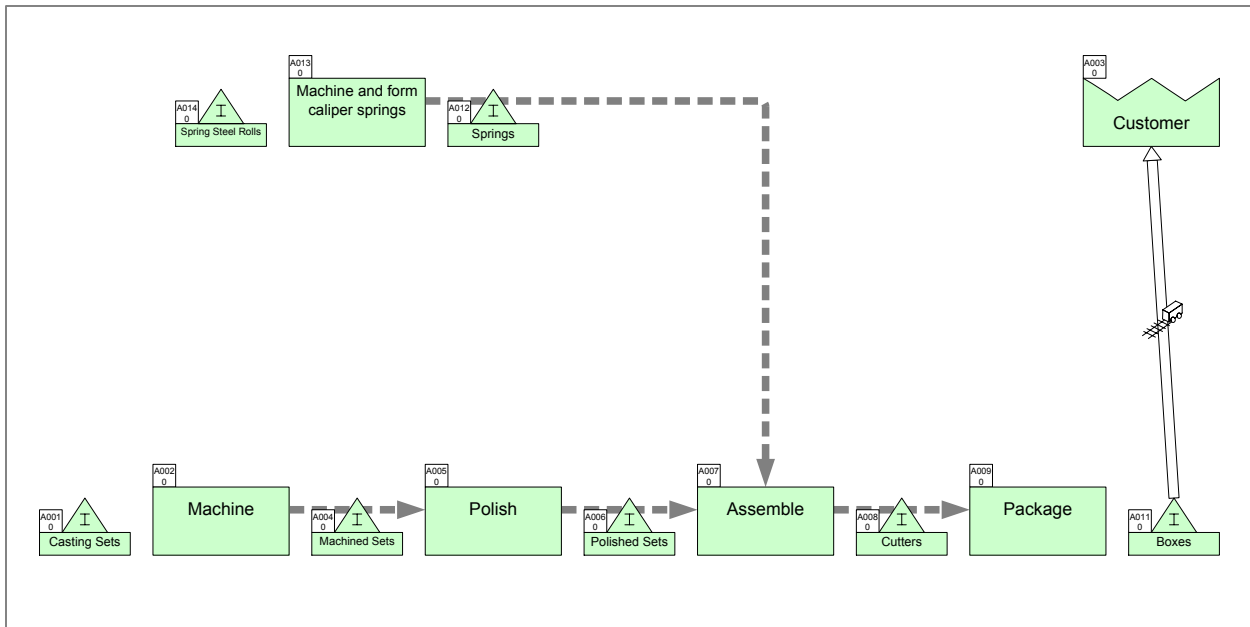 A013
0
A003
0
Machine and form
caliper springs
A014
0
I
Spring Steel Rolls
A012
0
I
Springs
Customer
A002
0
A005
0
A007
0
A009
0
Machine
Polish
Assemble
Package
A001
0
I
Casting Sets
A004
0
I
Machined Sets
A006
0
I
Polished Sets
A008
0
I
Cutters
A011
0
I
Boxes